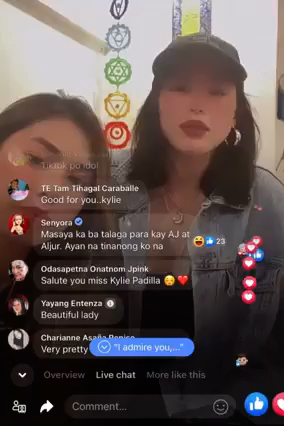 Tiktok po idol
TE Tam Tihagal Caraballe
Good for you..kylie
Senyora
Masaya ka ba talaga para kay AJ at
Aljur. Ayan na tinanong ko na
23
Odasapetna Onatnom Jpink
Salute you miss Kylie Padilla
Yayang Entenza
Beautiful lady
Charianne Asaña
Very pretty
"I admire you,..."
Overview Live chat More like this
Comment...